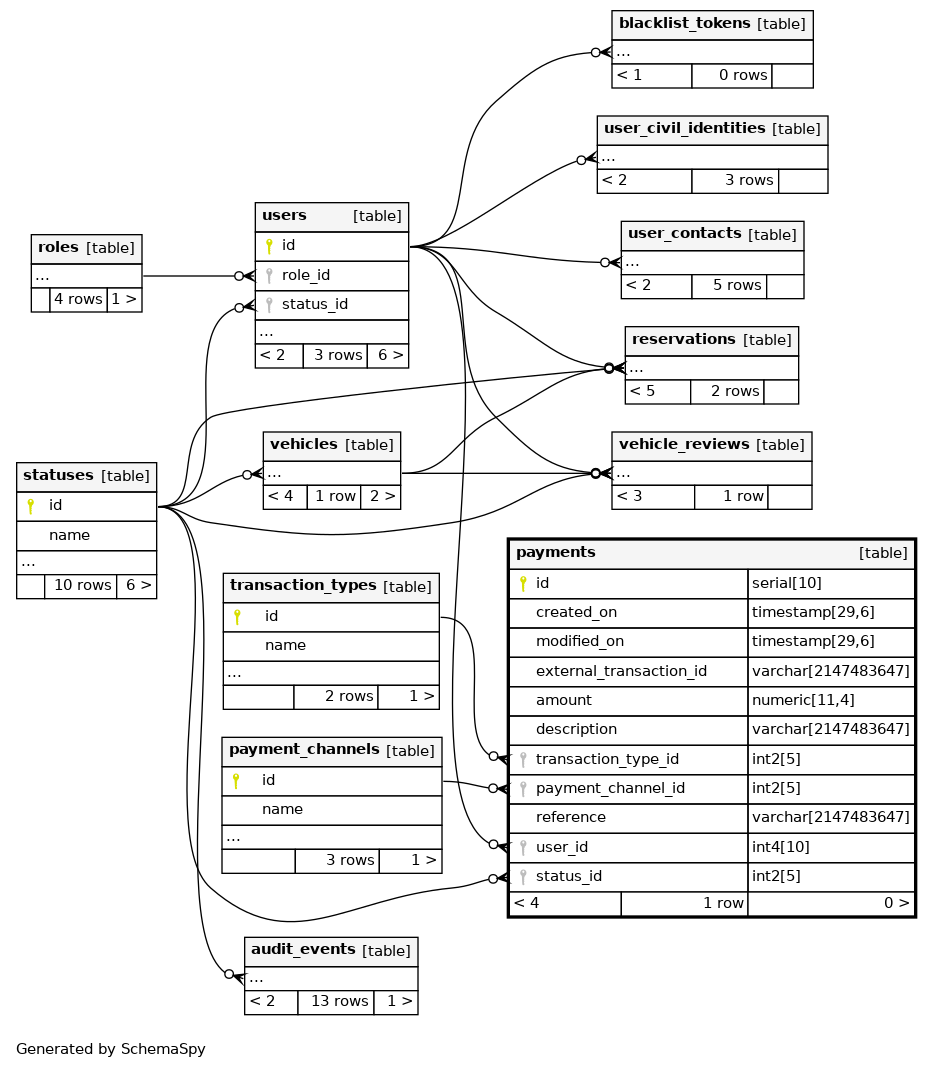 blacklist_tokens [table]
...
< 1 0 rows
user_civil_identities [table]
...
< 2 3 rows
users [table]
id
role_id
status_id
...
< 2 3 rows 6 >
roles [table]
...
4 rows 1 >
user_contacts [table]
...
< 2 5 rows
reservations [table]
...
< 5 2 rows
vehicles [table]
...
< 4 1 row 2 >
vehicle_reviews [table]
...
< 3 1 row
statuses [table]
id
name
...
10 rows 6 >
payments [table]
id serial[10]
created_on timestamp[29,6]
modified_on timestamp[29,6]
external_transaction_id varchar[2147483647]
amount numeric[11,4]
description varchar[2147483647]
transaction_type_id int2[5]
payment_channel_id int2[5]
reference varchar[2147483647]
user_id int4[10]
status_id int2[5]
< 4 1 row 0 >
transaction_types [table]
id
name
...
2 rows 1 >
payment_channels [table]
id
name
...
3 rows 1 >
audit_events [table]
...
< 2 13 rows 1 >
Generated by SchemaSpy